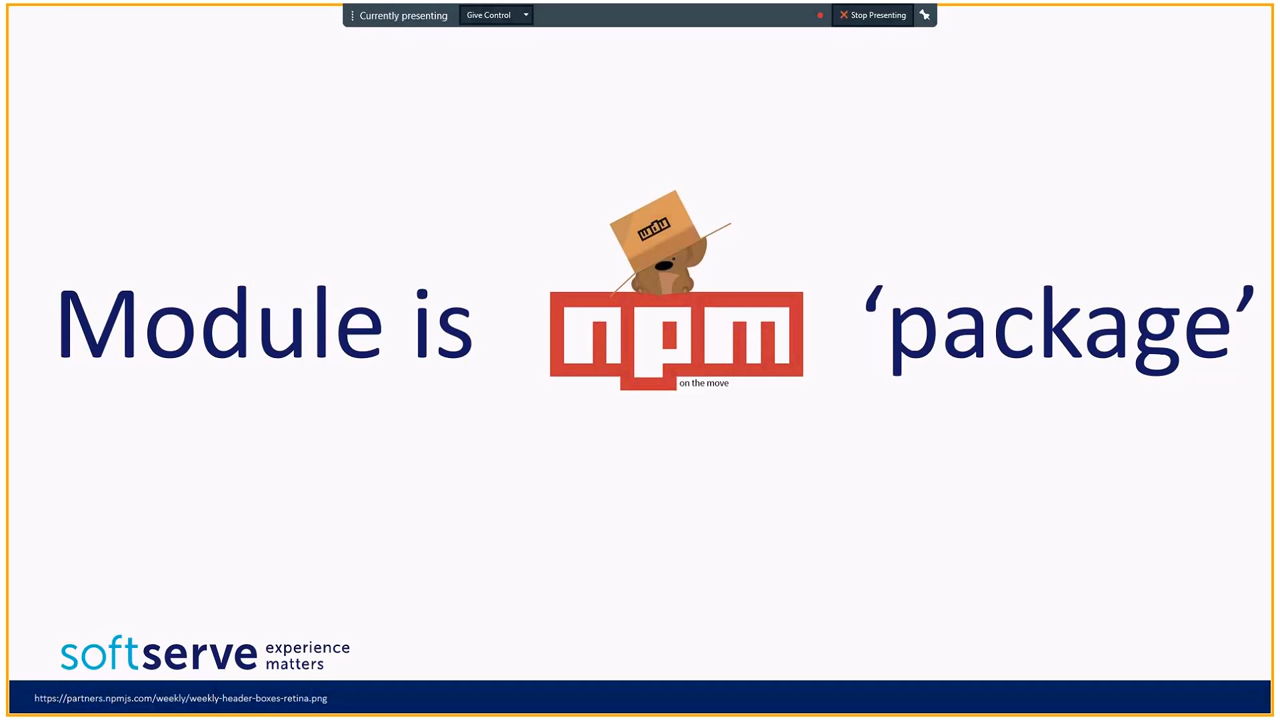 Currently presenting Give Control Stop Presenting
npm
Module is npm ‘package’
on the move
softserve experience
matters
https://partners.npmjs.com/weekly/weekly-header-boxes-retina.png